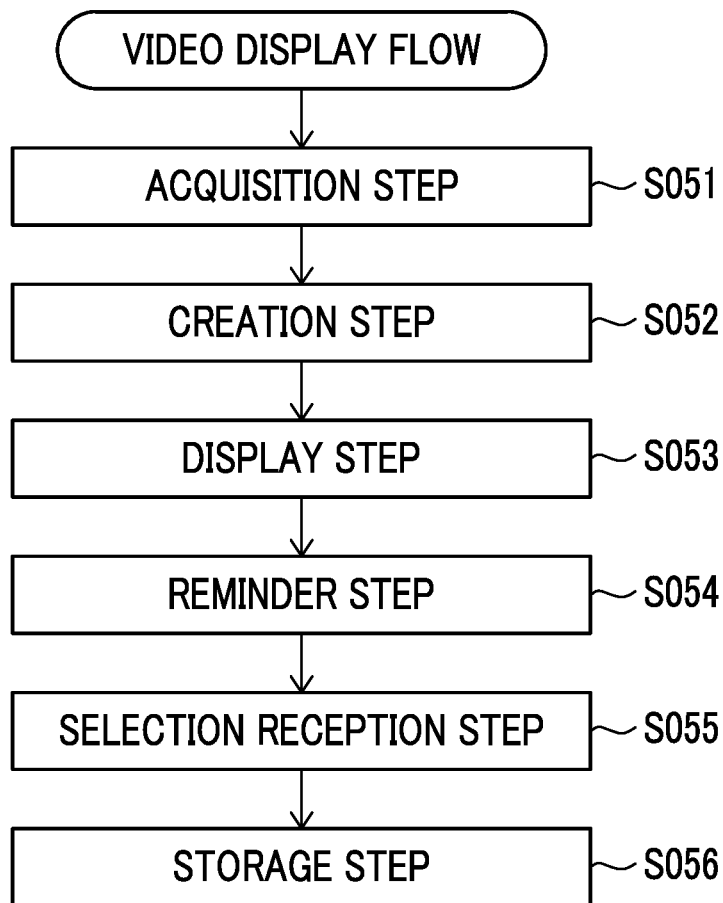 VIDEO DISPLAY FLOW
ACQUISITION STEP S051
CREATION STEP S052
DISPLAY STEP S053
REMINDER STEP S054
SELECTION RECEPTION STEP S055
STORAGE STEP S056